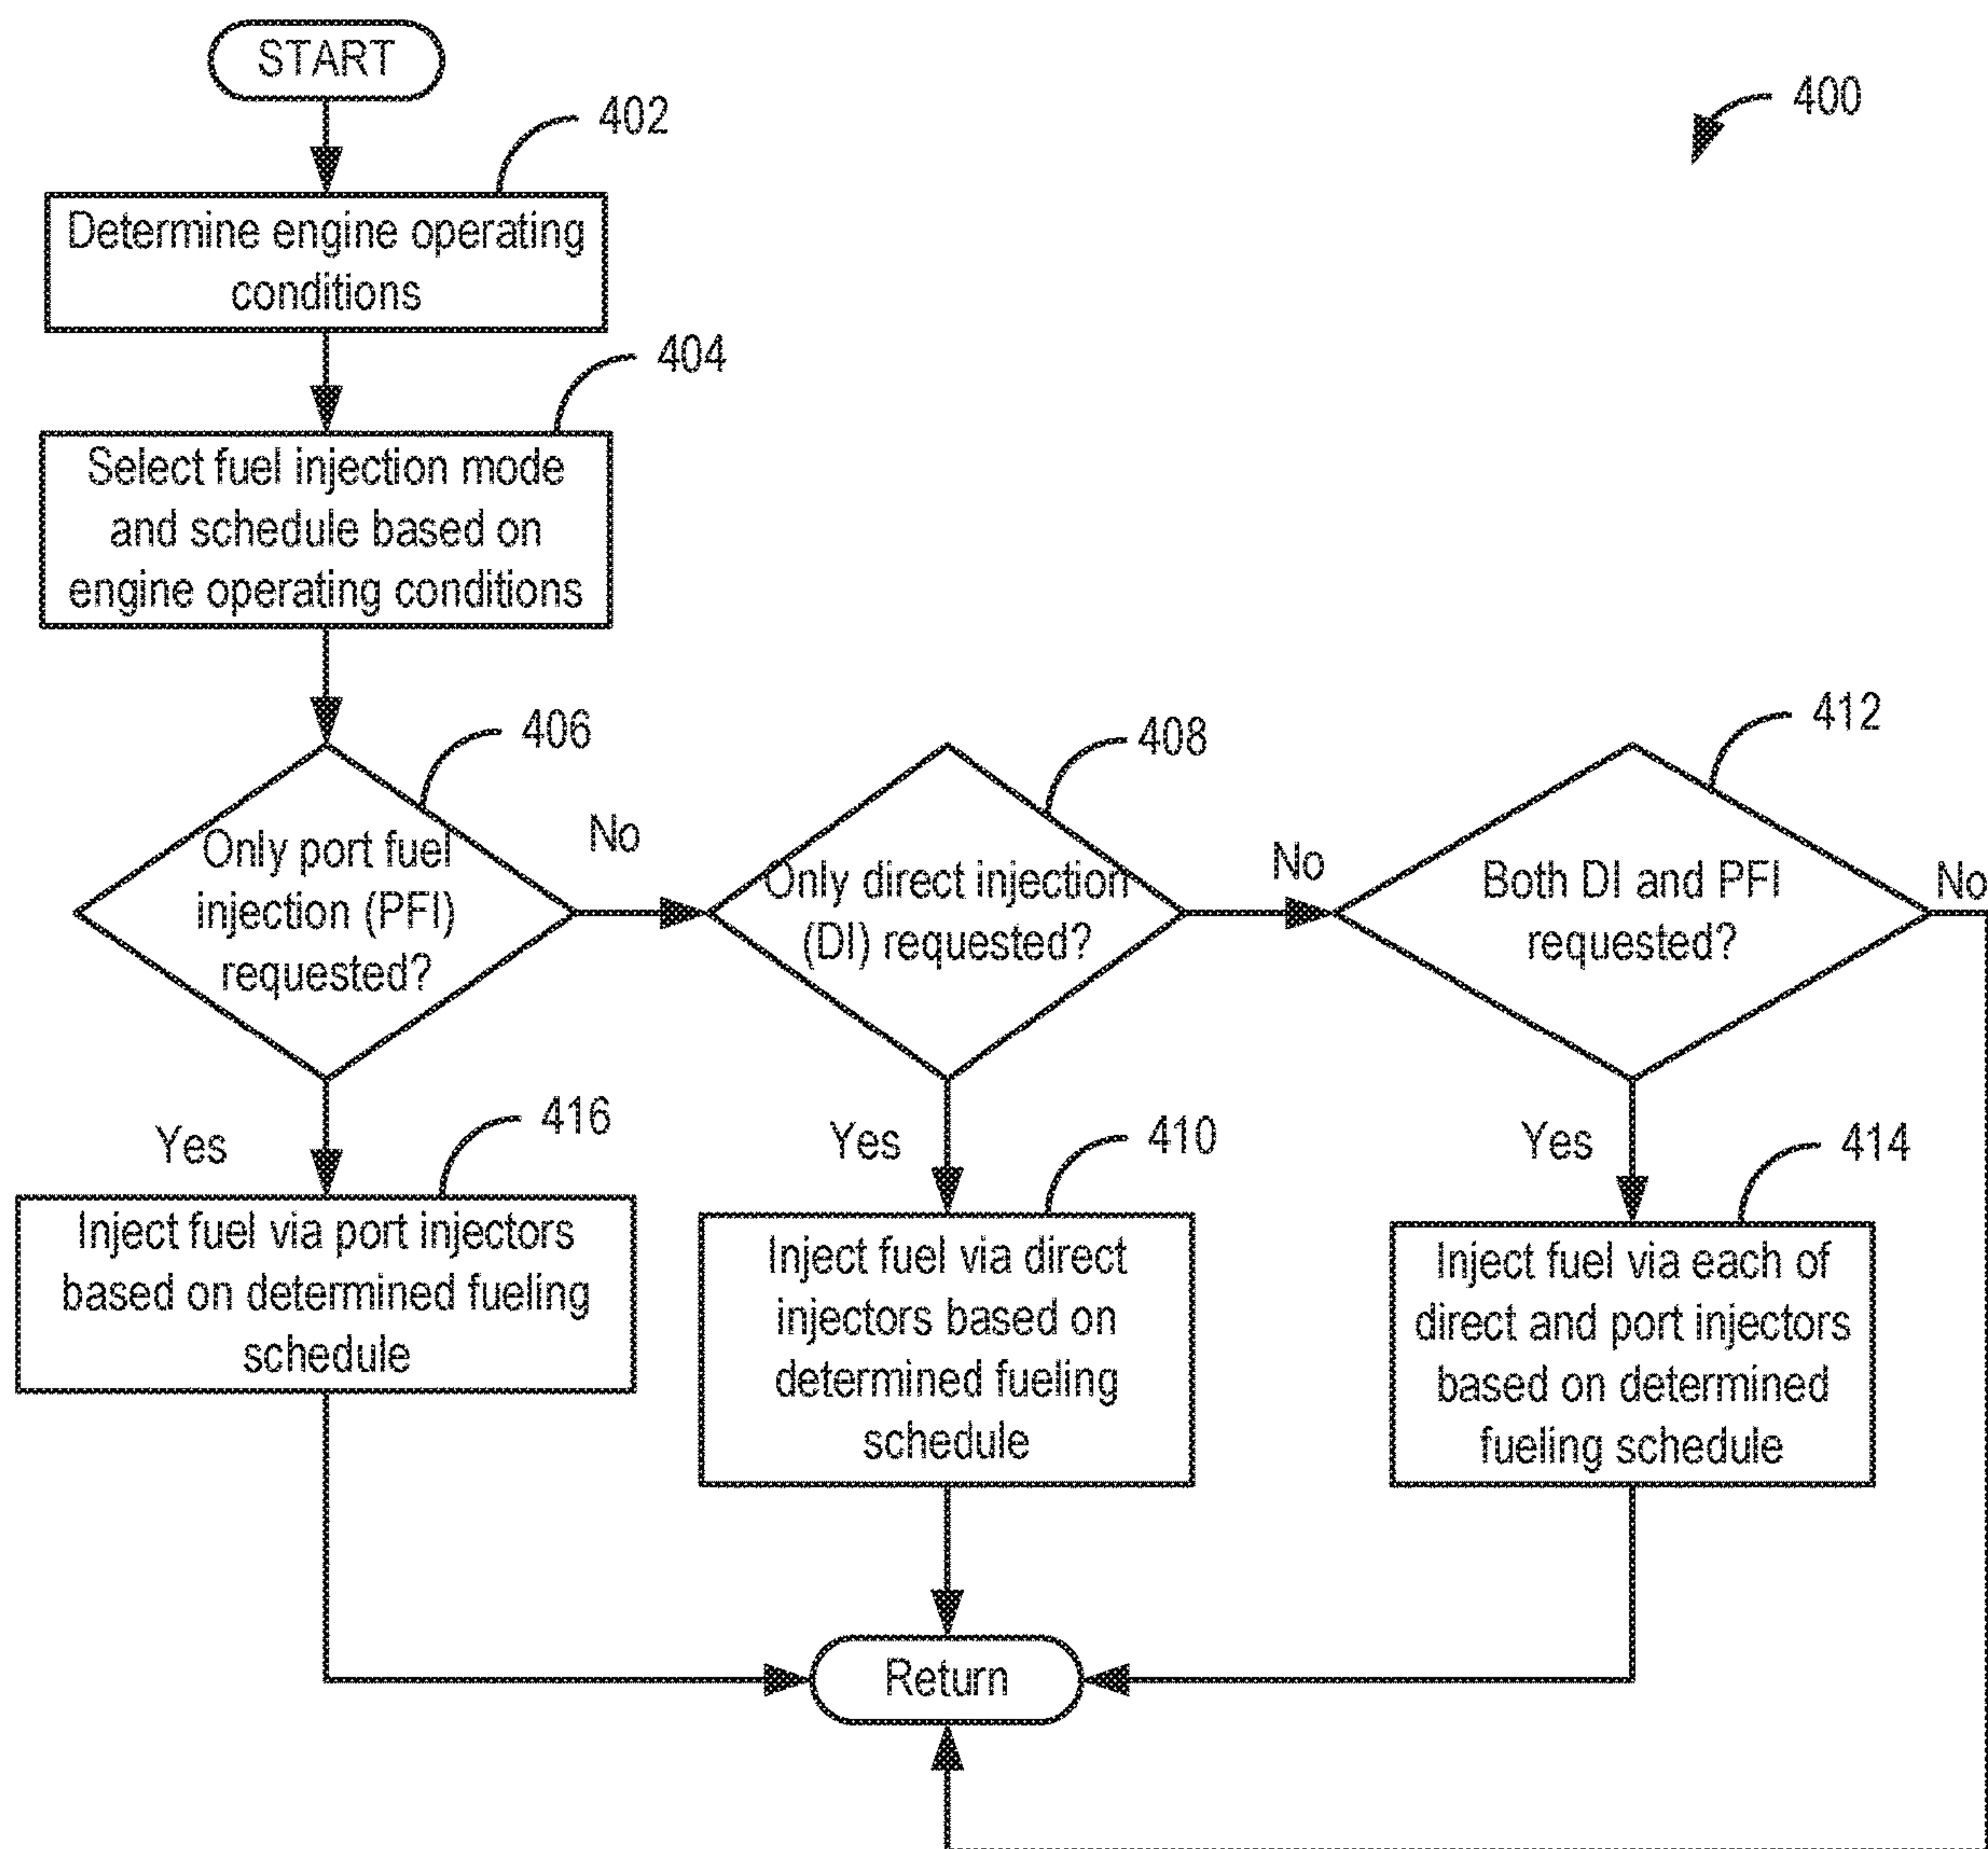 START
400
402
Determine engine operating
conditions
404
Select fuel injection mode
and schedule based on
engine operating conditions
406
Only port fuel
injection (PFI)
requested?
No
408
Only direct injection
(DI) requested?
No
412
Both DI and PFI
requested?
No
Yes
416
Inject fuel via port injectors
based on determined fueling
schedule
Yes
410
Inject fuel via direct
injectors based on
determined fueling
schedule
Yes
414
Inject fuel via each of
direct and port injectors
based on determined
fueling schedule
Return